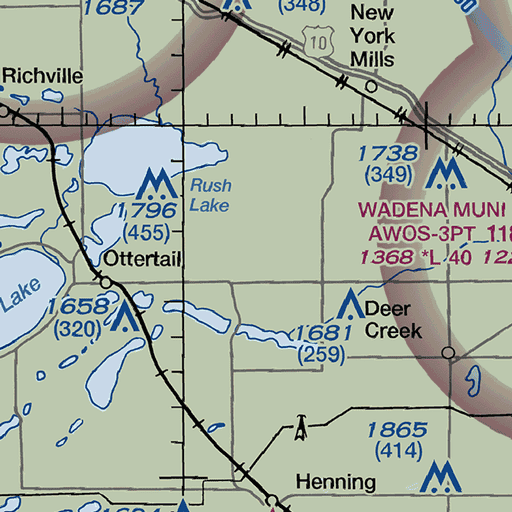 1687
(348)
New
York
Mills
10
Richville
1738
(349)
Rush
Lake
1796
(455)
WADENA MUNI
AWOS-3PT 118
1368 *L 40 122
Ottertail
Lake
1658
(320)
Deer
Creek
1681
(259)
1865
(414)
Henning